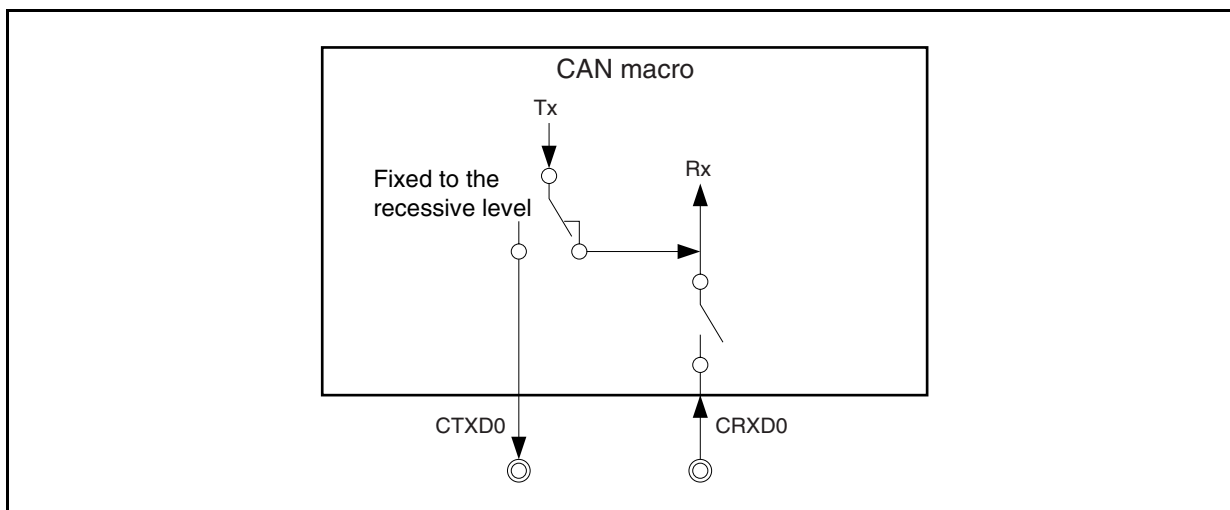 CAN macro
Tx
Rx
Fixed to the
recessive level
CTXD0
CRXD0